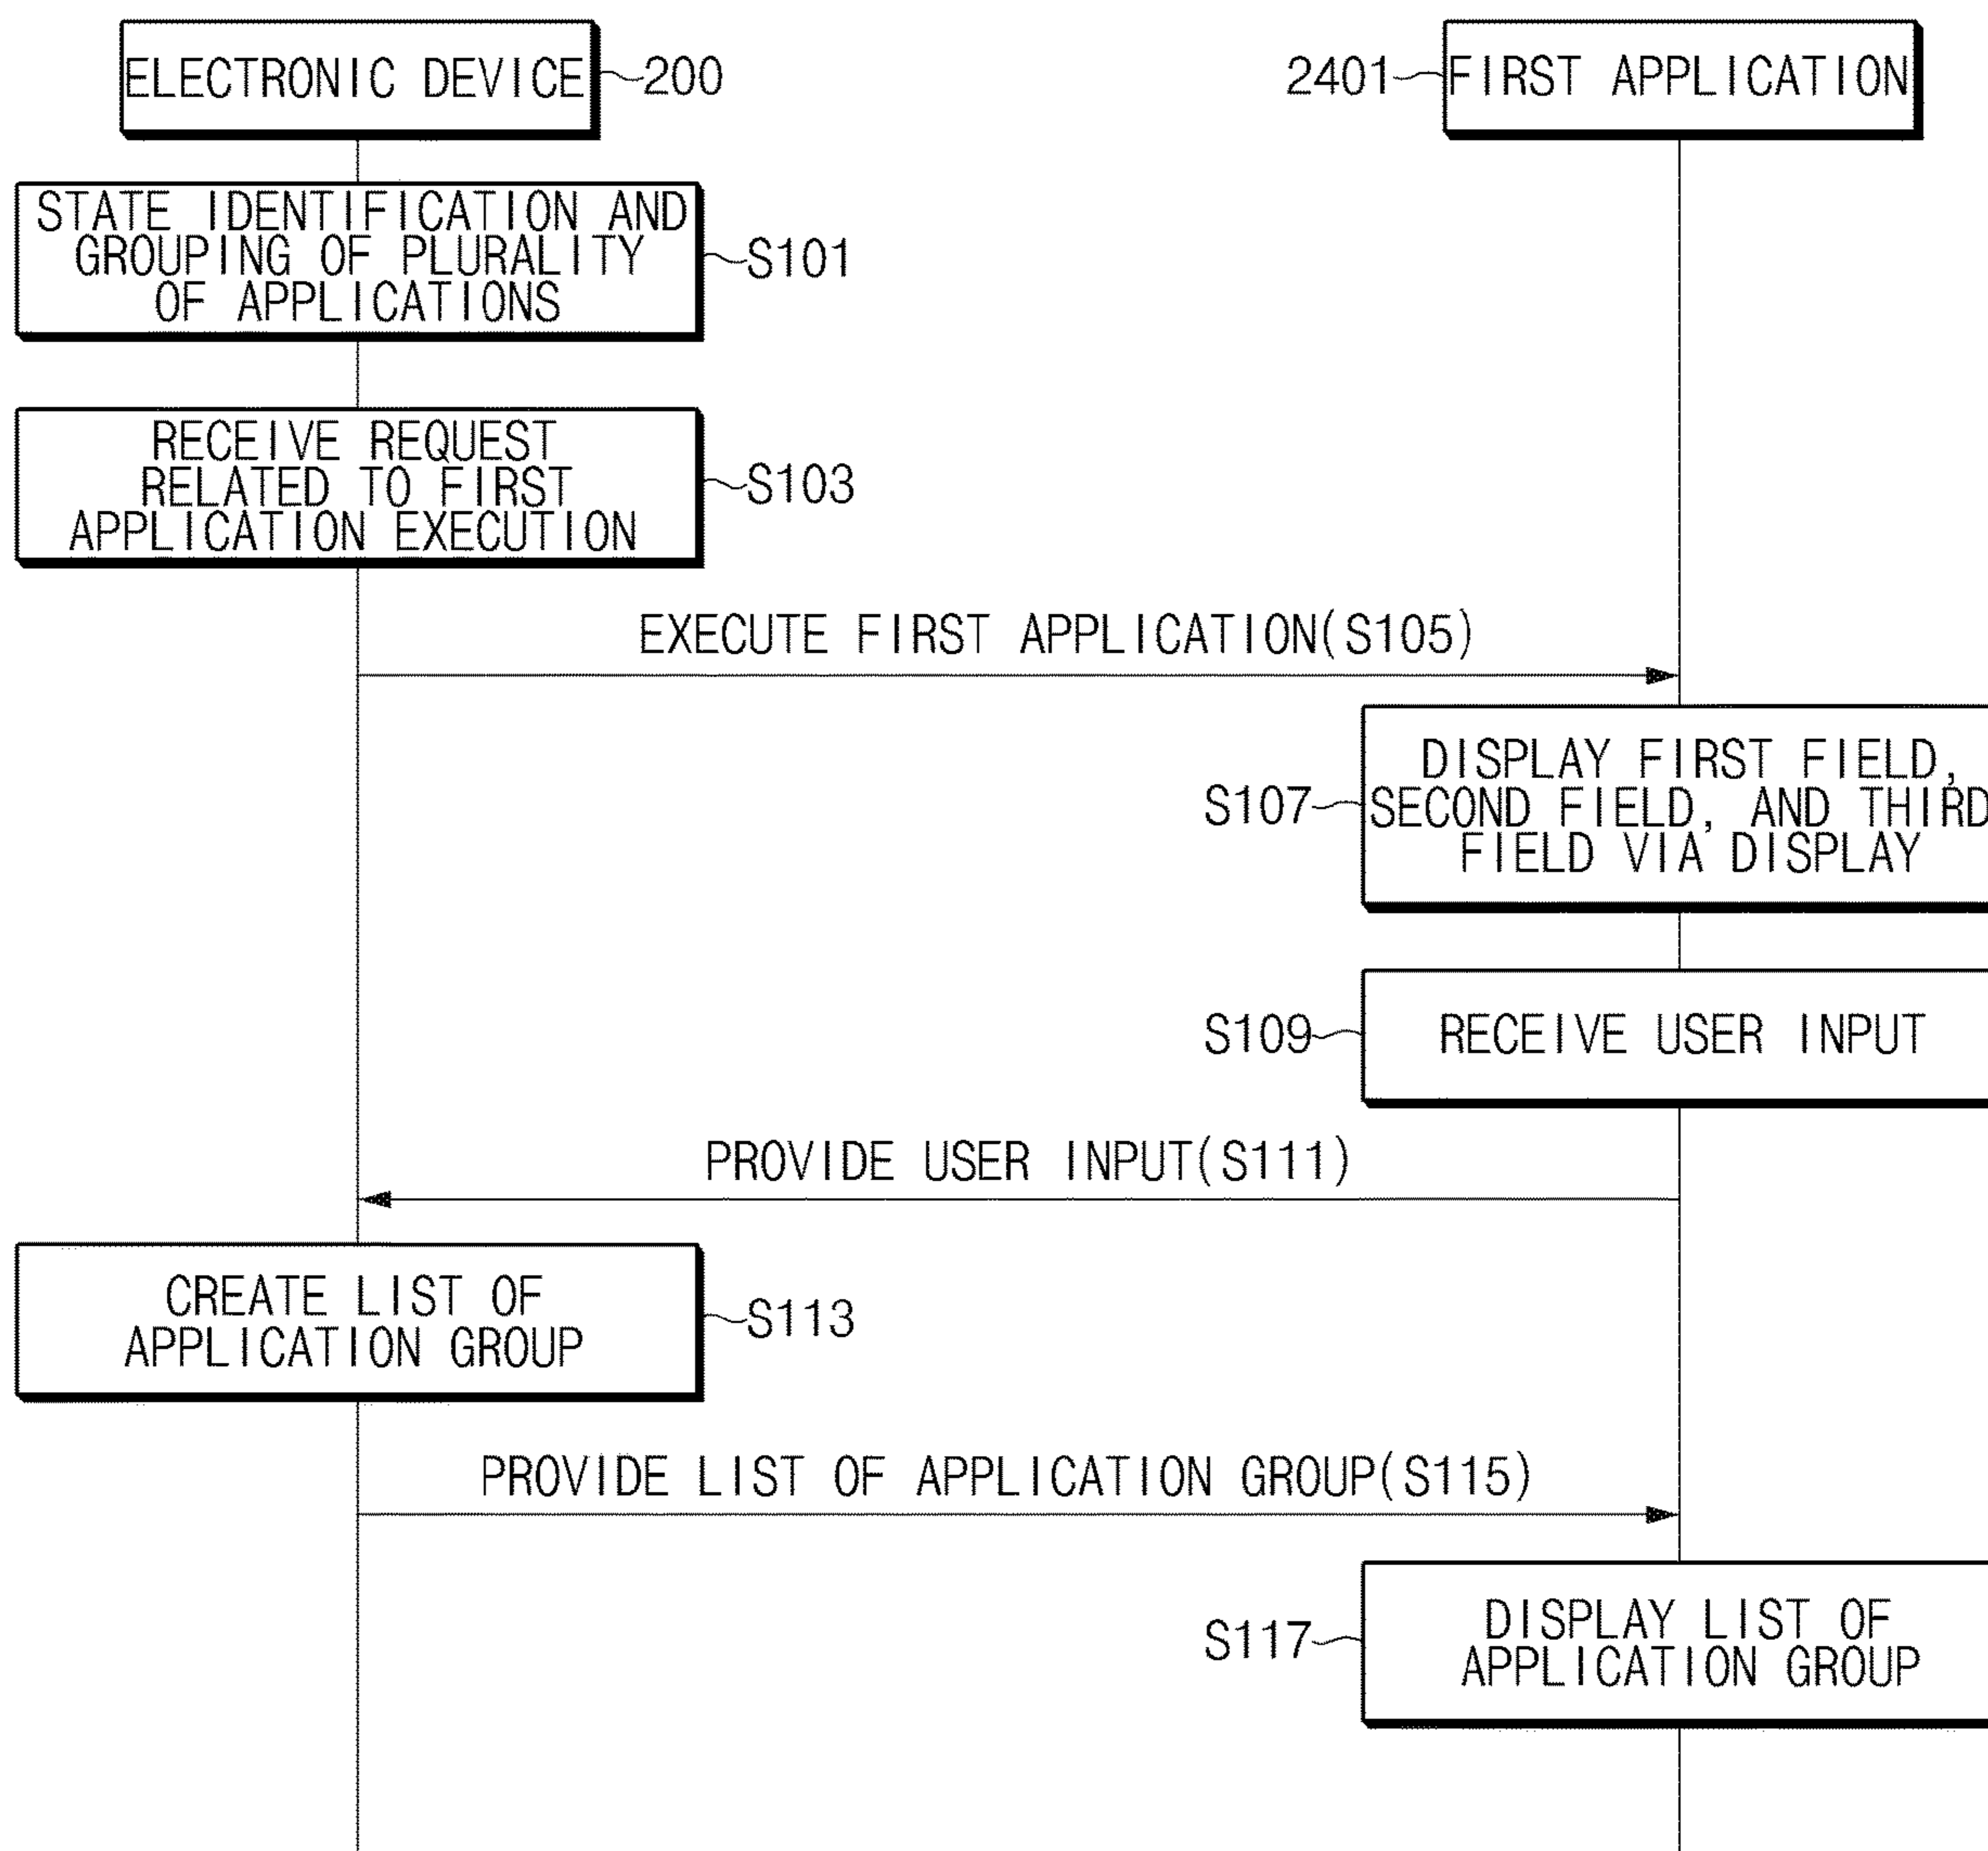 ELECTRONIC DEVICE
200
2401
FIRST APPLICATION
STATE IDENTIFICATION AND
GROUPING OF PLURALITY
OF APPLICATIONS
S101
RECEIVE REQUEST
RELATED TO FIRST
APPLICATION EXECUTION
S103
EXECUTE FIRST APPLICATION(S105)
S107
DISPLAY FIRST FIELD,
SECOND FIELD, AND THIRD
FIELD VIA DISPLAY
S109
RECEIVE USER INPUT
PROVIDE USER INPUT(S111)
CREATE LIST OF
APPLICATION GROUP
S113
PROVIDE LIST OF APPLICATION GROUP(S115)
S117
DISPLAY LIST OF
APPLICATION GROUP